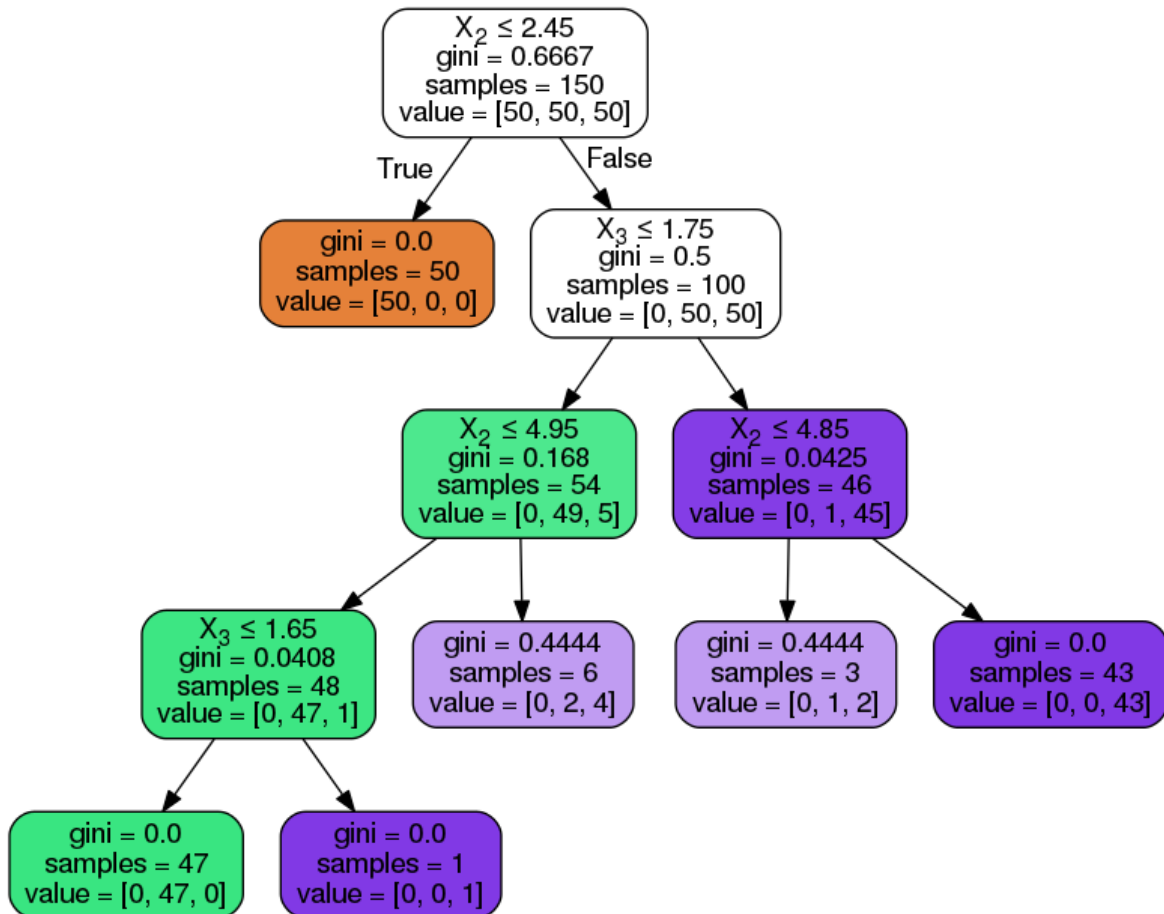 X₂ ≤ 2.45
gini = 0.6667
samples = 150
value = [50, 50, 50]
True
False
gini = 0.0
samples = 50
value = [50, 0, 0]
X₃ ≤ 1.75
gini = 0.5
samples = 100
value = [0, 50, 50]
X₂ ≤ 4.95
gini = 0.168
samples = 54
value = [0, 49, 5]
X₂ ≤ 4.85
gini = 0.0425
samples = 46
value = [0, 1, 45]
X₃ ≤ 1.65
gini = 0.0408
samples = 48
value = [0, 47, 1]
gini = 0.4444
samples = 6
value = [0, 2, 4]
gini = 0.4444
samples = 3
value = [0, 1, 2]
gini = 0.0
samples = 43
value = [0, 0, 43]
gini = 0.0
samples = 47
value = [0, 47, 0]
gini = 0.0
samples = 1
value = [0, 0, 1]